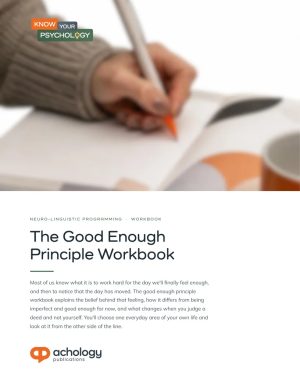 KNOW YOUR
PSYCHOLOGY
NEURO-LINGUISTIC PROGRAMMING · WORKBOOK
The Good Enough
Principle Workbook
Most of us know what it is to work hard for the day we'll finally feel enough,
and then to notice that the day has moved. The good enough principle
workbook explains the belief behind that feeling, how it differs from being
imperfect and good enough for now, and what changes when you judge a
deed and not yourself. You'll choose one everyday area of your own life and
look at it from the other side of the line.
achology
publications